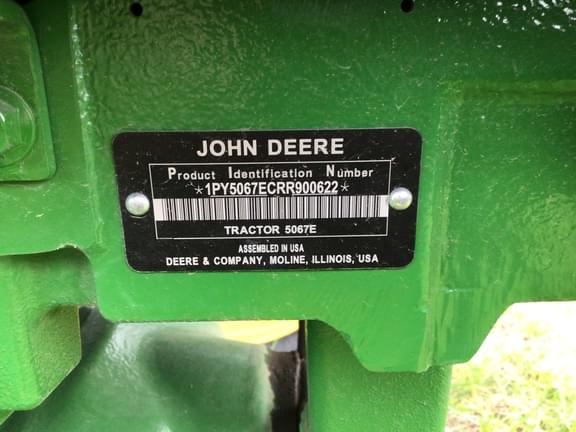 JOHN DEERE
Product Identification Number
*1PY5067ECRR900622*
TRACTOR 5067E
ASSEMBLED IN USA
DEERE & COMPANY, MOLINE, ILLINOIS, USA